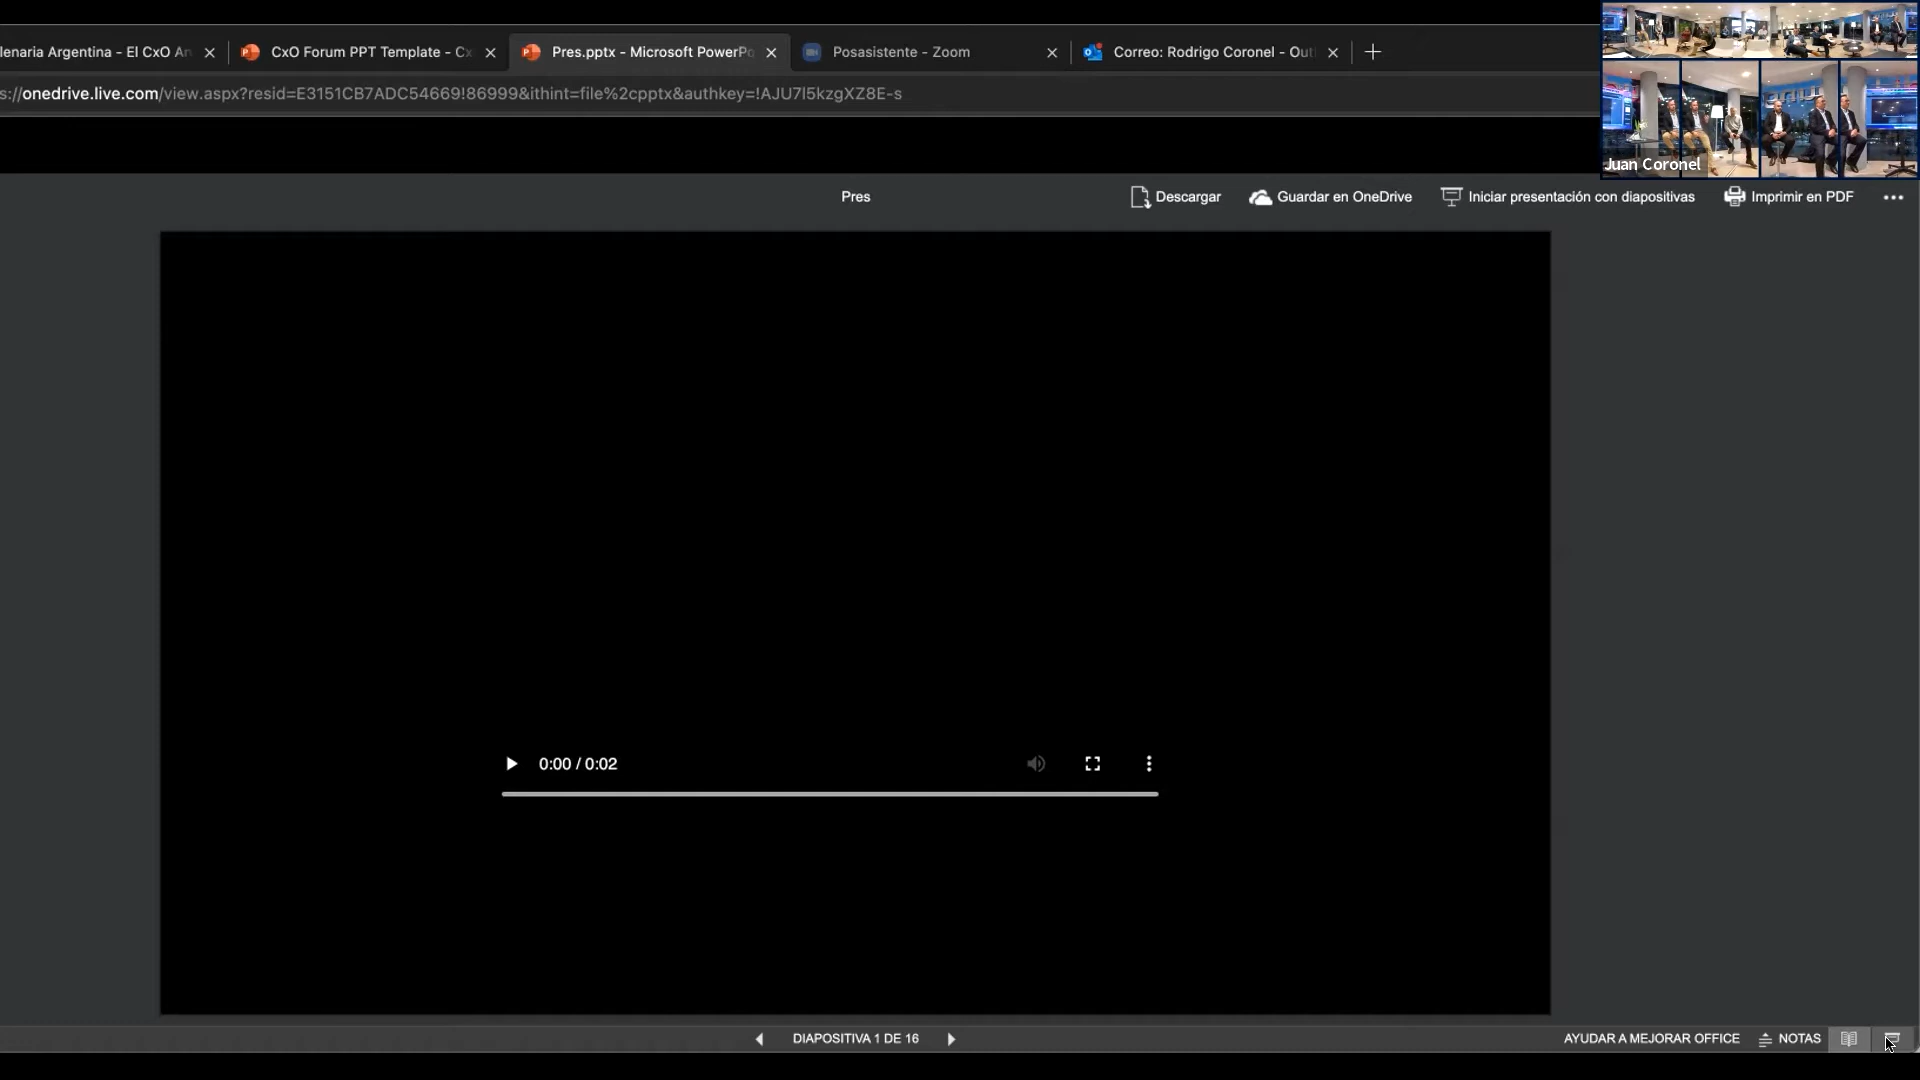 lenaria Argentina - El CxO An
CxO Forum PPT Template - Cx
Pres.pptx - Microsoft PowerPo
Posasistente - Zoom
Correo: Rodrigo Coronel - Out
s://onedrive.live.com/view.aspx?resid=E3151CB7ADC54669!86999&ithint=file%2cpptx&authkey=!AJU7I5kzgXZ8E-s
Juan Coronel
Pres
Descargar
Guardar en OneDrive
Iniciar presentación con diapositivas
Imprimir en PDF
0:00 / 0:02
DIAPOSITIVA 1 DE 16
AYUDAR A MEJORAR OFFICE
NOTAS